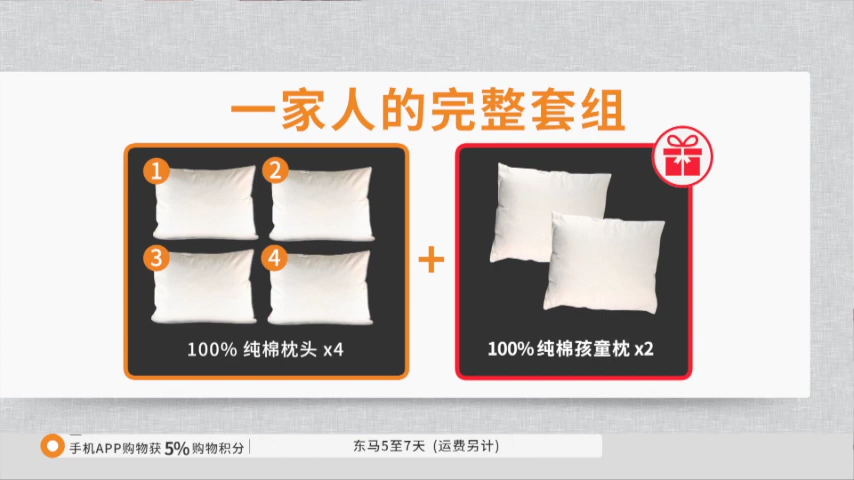 一家人的完整套组
1
2
3
4
100% 纯棉枕头 x4
+
100% 纯棉孩童枕 x2
手机APP购物获 5% 购物积分
东马5至7天 (运费另计)